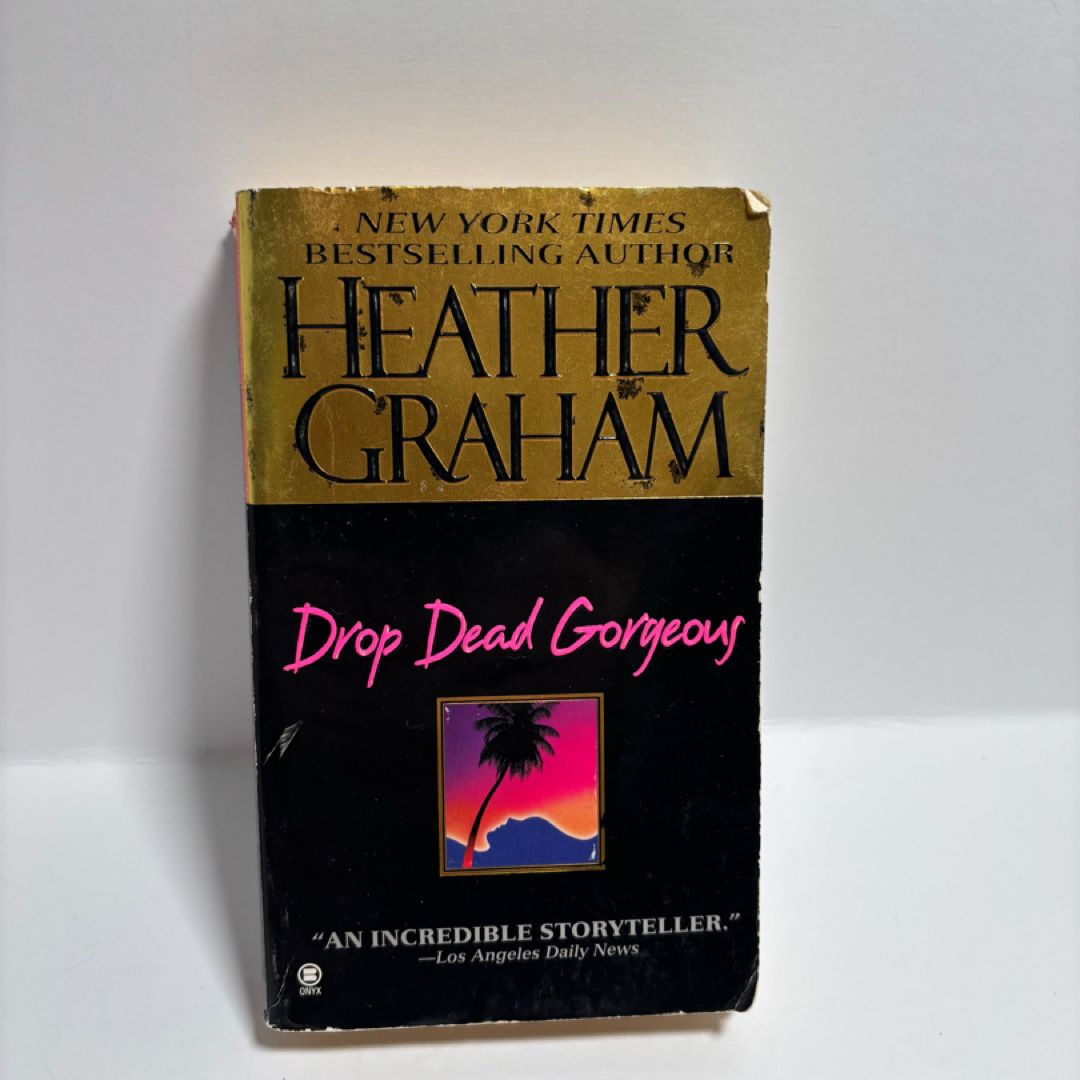 NEW YORK TIMES
BESTSELLING AUTHOR
HEATHER
GRAHAM
Drop Dead Gorgeous
“AN INCREDIBLE STORYTELLER.”
—Los Angeles Daily News
ONYX